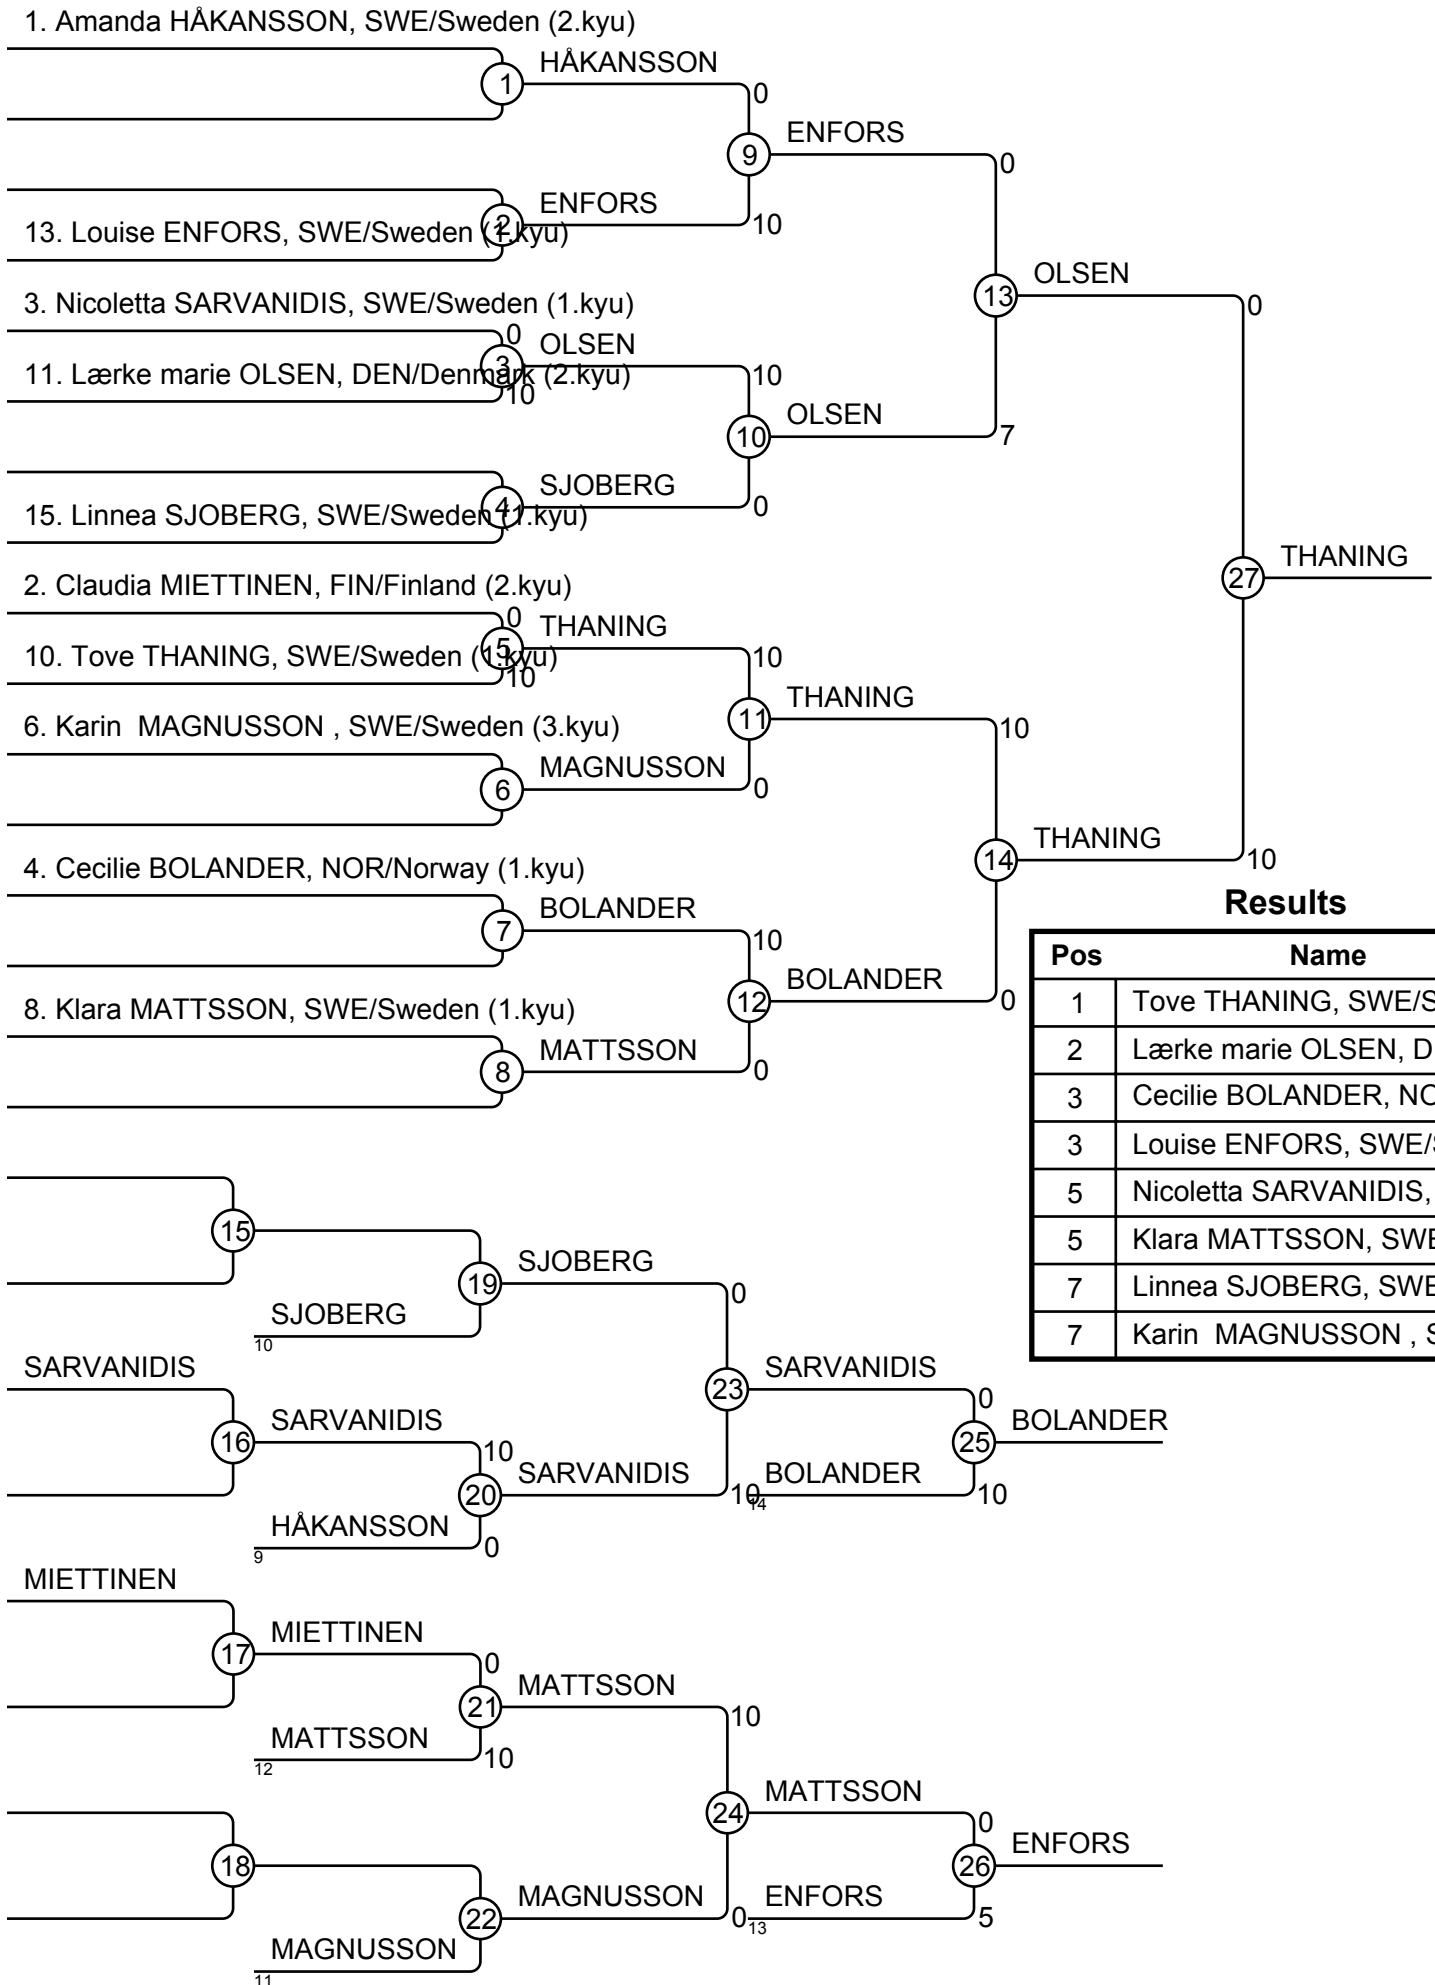 1. Amanda HÅKANSSON, SWE/Sweden (2.kyu)
1
HÅKANSSON
0
9
ENFORS
0
2
ENFORS
10
13. Louise ENFORS, SWE/Sweden (1.kyu)
13
OLSEN
0
3. Nicoletta SARVANIDIS, SWE/Sweden (1.kyu)
0
3
OLSEN
10
11. Lærke marie OLSEN, DEN/Denmark (2.kyu)
10
10
OLSEN
7
4
SJOBERG
0
15. Linnea SJOBERG, SWE/Sweden (1.kyu)
27
THANING
2. Claudia MIETTINEN, FIN/Finland (2.kyu)
0
5
THANING
10
10. Tove THANING, SWE/Sweden (1.kyu)
10
11
THANING
10
6. Karin  MAGNUSSON , SWE/Sweden (3.kyu)
6
MAGNUSSON
0
14
THANING
10
4. Cecilie BOLANDER, NOR/Norway (1.kyu)
7
BOLANDER
10
12
BOLANDER
0
8. Klara MATTSSON, SWE/Sweden (1.kyu)
8
MATTSSON
0
Results
Pos Name
1 Tove THANING, SWE/S
2 Lærke marie OLSEN, D
3 Cecilie BOLANDER, NO
3 Louise ENFORS, SWE/
5 Nicoletta SARVANIDIS,
5 Klara MATTSSON, SWE
7 Linnea SJOBERG, SWE
7 Karin  MAGNUSSON , S
15
19
SJOBERG
0
SJOBERG
10
SARVANIDIS
16
SARVANIDIS
10
20
SARVANIDIS
10
HÅKANSSON
9
0
23
SARVANIDIS
0
25
BOLANDER
BOLANDER
14
10
MIETTINEN
17
MIETTINEN
0
21
MATTSSON
10
MATTSSON
12
10
24
MATTSSON
0
26
ENFORS
18
22
MAGNUSSON
0
ENFORS
13
5
MAGNUSSON
11